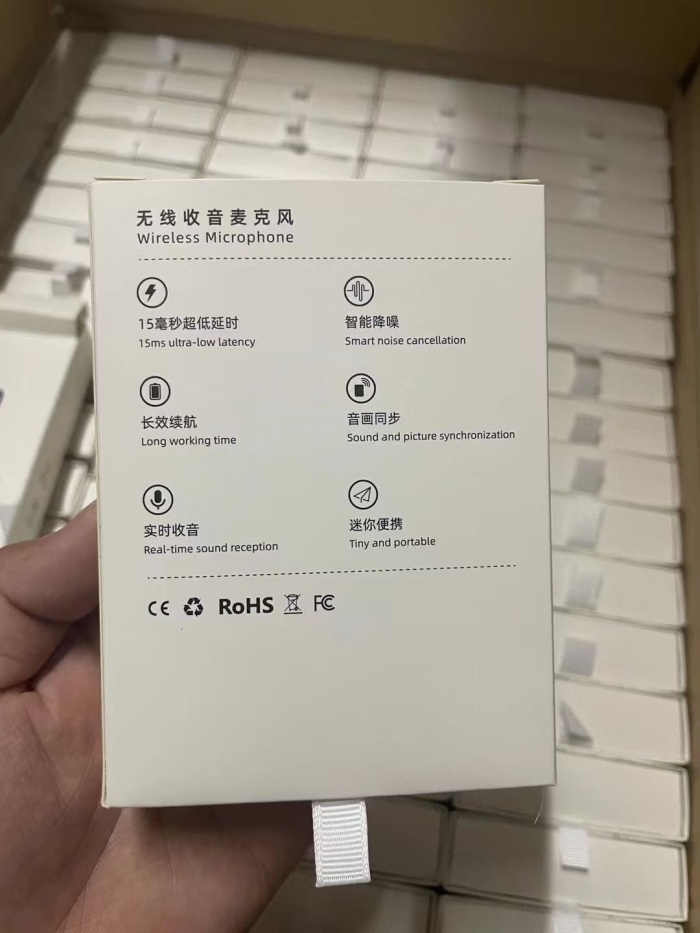 无线收音麦克风
Wireless Microphone
15毫秒超低延时
15ms ultra-low latency
智能降噪
Smart noise cancellation
长效续航
Long working time
音画同步
Sound and picture synchronization
实时收音
Real-time sound reception
迷你便携
Tiny and portable
CE RoHS FC